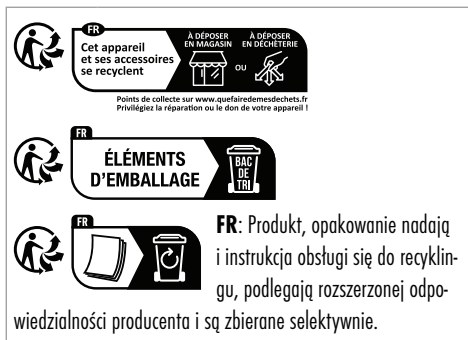 FR
Cet appareil
et ses accessoires
se recyclent
À DÉPOSER
EN MAGASIN
OU
À DÉPOSER
EN DÉCHÈTERIE
Points de collecte sur www.quefairedemesdechets.fr
Privilégiez la réparation ou le don de votre appareil !
FR
ÉLÉMENTS
D'EMBALLAGE
BAC
DE
TRI
FR
FR: Produkt, opakowanie nadają
i instrukcja obsługi się do recyklin-
gu, podlegają rozszerzonej odpo-
wiedzialności producenta i są zbierane selektywnie.